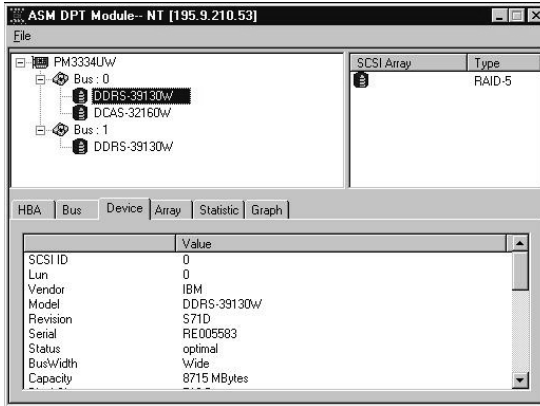 ASM DPT Module-- NT [195.9.210.53]
File
PM3334UW
Bus : 0
DDRS-39130W
DCAS-32160W
Bus : 1
DDRS-39130W
SCSI Array Type
RAID-5
HBA Bus Device Array Statistic Graph
Value
SCSI ID 0
Lun 0
Vendor IBM
Model DDRS-39130W
Revision S71D
Serial RE005583
Status optimal
BusWidth Wide
Capacity 8715 MBytes